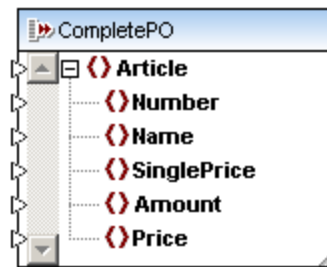 CompletePO
Article
Number
Name
SinglePrice
Amount
Price